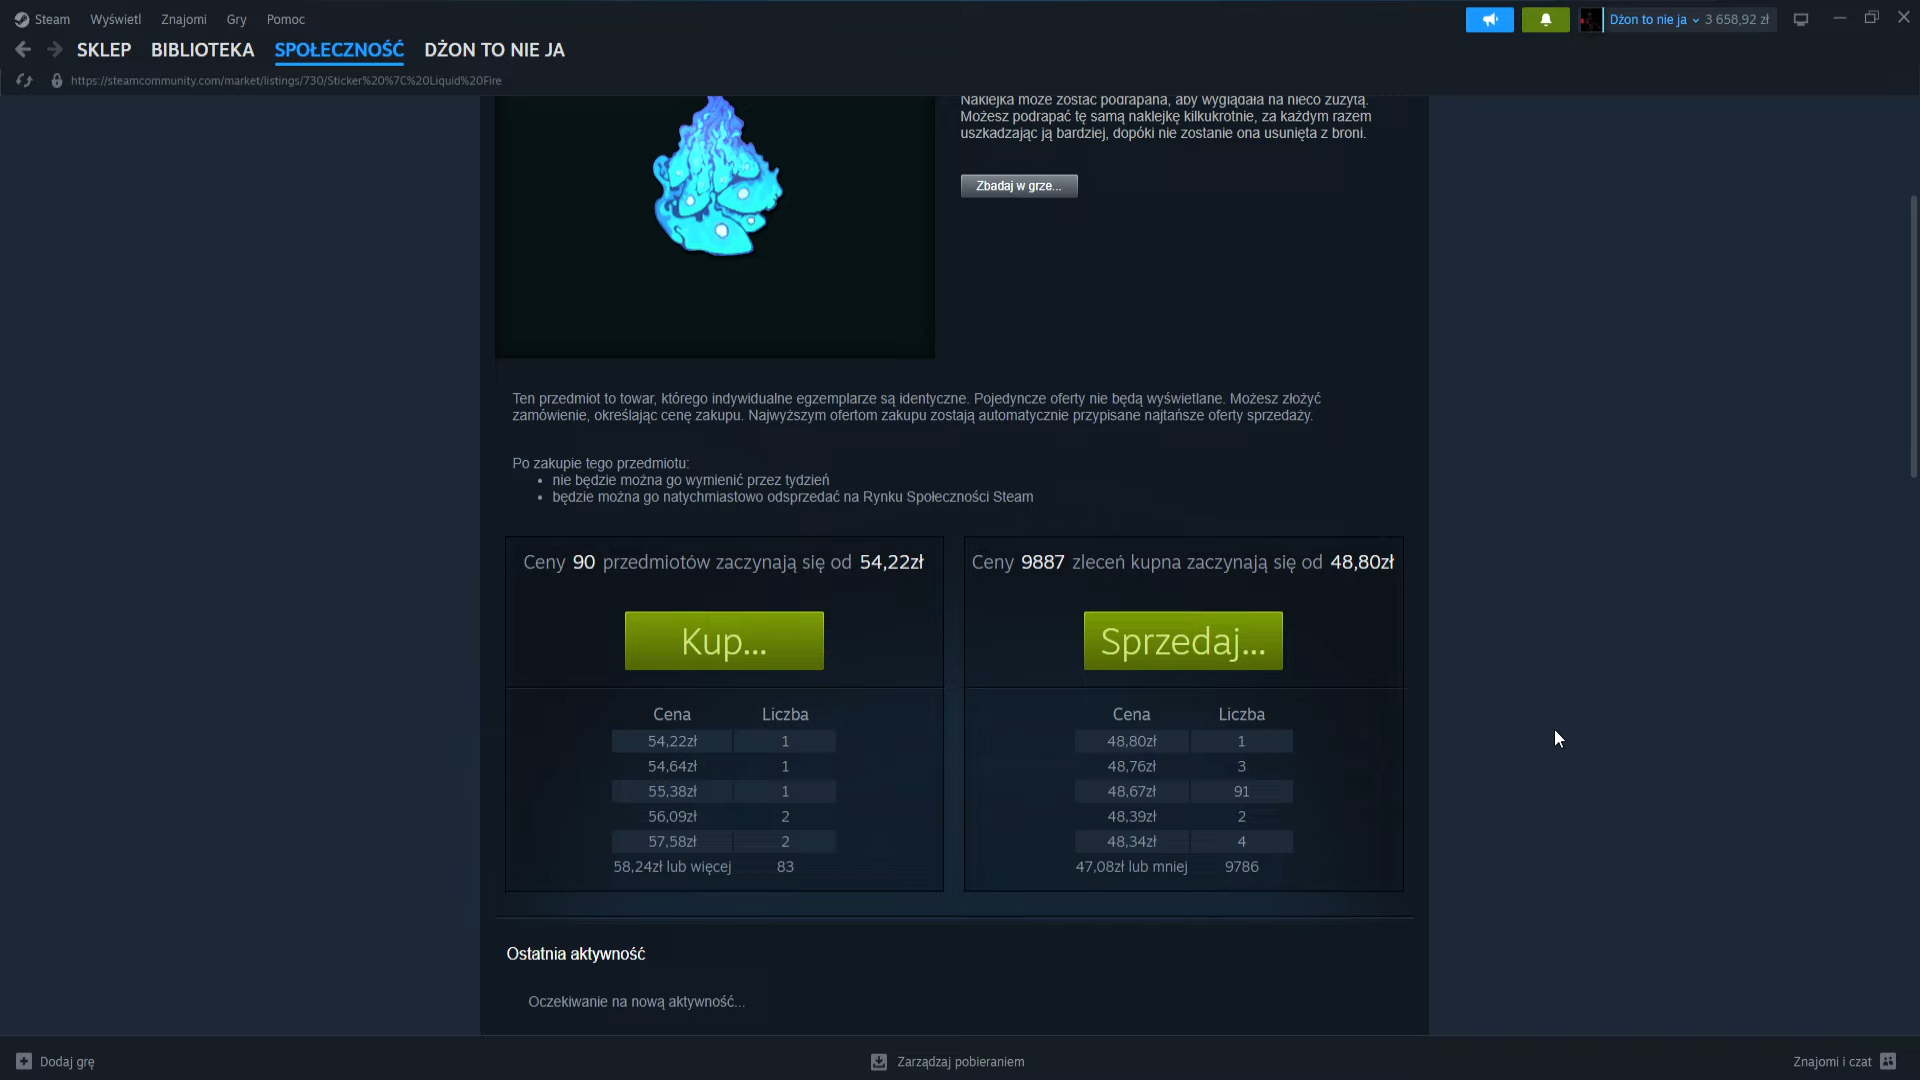 Steam Wyświetl Znajomi Gry Pomoc
Dżon to nie ja 3 658,92 zł
SKLEP BIBLIOTEKA SPOŁECZNOŚĆ DŻON TO NIE JA
https://steamcommunity.com/market/listings/730/Sticker%20%7C%20Liquid%20Fire
Naklejka może zostać podrapana, aby wyglądała na nieco zużytą.
Możesz podrapać tę samą naklejkę kilkukrotnie, za każdym razem
uszkadzając ją bardziej, dopóki nie zostanie ona usunięta z broni.
Zbadaj w grze...
Ten przedmiot to towar, którego indywidualne egzemplarze są identyczne. Pojedyncze oferty nie będą wyświetlane. Możesz złożyć
zamówienie, określając cenę zakupu. Najwyższym ofertom zakupu zostają automatycznie przypisane najtańsze oferty sprzedaży.
Po zakupie tego przedmiotu:
• nie będzie można go wymienić przez tydzień
• będzie można go natychmiastowo odsprzedać na Rynku Społeczności Steam
Ceny 90 przedmiotów zaczynają się od 54,22zł
Kup...
Cena Liczba
54,22zł 1
54,64zł 1
55,38zł 1
56,09zł 2
57,58zł 2
58,24zł lub więcej 83
Ceny 9887 zleceń kupna zaczynają się od 48,80zł
Sprzedaj...
Cena Liczba
48,80zł 1
48,76zł 3
48,67zł 91
48,39zł 2
48,34zł 4
47,08zł lub mniej 9786
Ostatnia aktywność
Oczekiwanie na nową aktywność...
Dodaj grę
Zarządzaj pobieraniem
Znajomi i czat